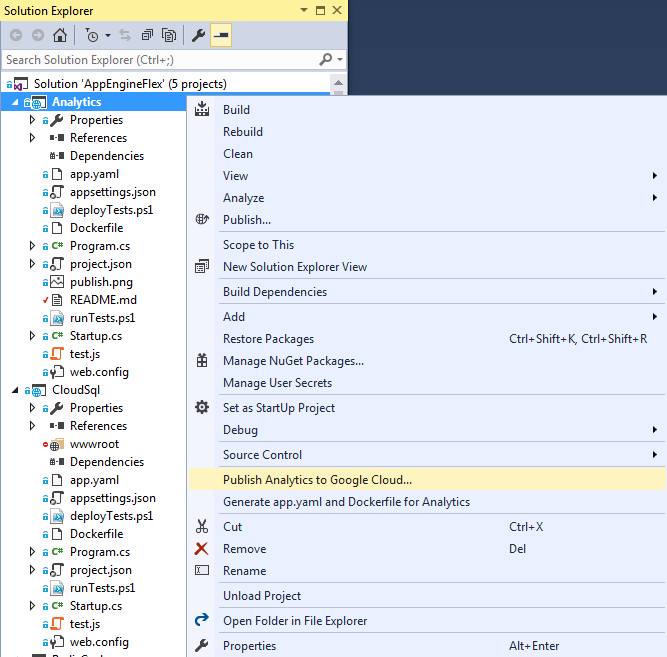 Solution Explorer
Search Solution Explorer (Ctrl+;)
Solution 'AppEngineFlex' (5 projects)
Analytics
Properties
References
Dependencies
app.yaml
appsettings.json
deployTests.ps1
Dockerfile
Program.cs
project.json
publish.png
README.md
runTests.ps1
Startup.cs
test.js
web.config
CloudSql
Properties
References
wwwroot
Dependencies
app.yaml
appsettings.json
deployTests.ps1
Dockerfile
Program.cs
project.json
runTests.ps1
Startup.cs
test.js
web.config
Build
Rebuild
Clean
View
Analyze
Publish...
Scope to This
New Solution Explorer View
Build Dependencies
Add
Restore Packages Ctrl+Shift+K, Ctrl+Shift+R
Manage NuGet Packages...
Manage User Secrets
Set as StartUp Project
Debug
Source Control
Publish Analytics to Google Cloud...
Generate app.yaml and Dockerfile for Analytics
Cut Ctrl+X
Remove Del
Rename
Unload Project
Open Folder in File Explorer
Properties Alt+Enter